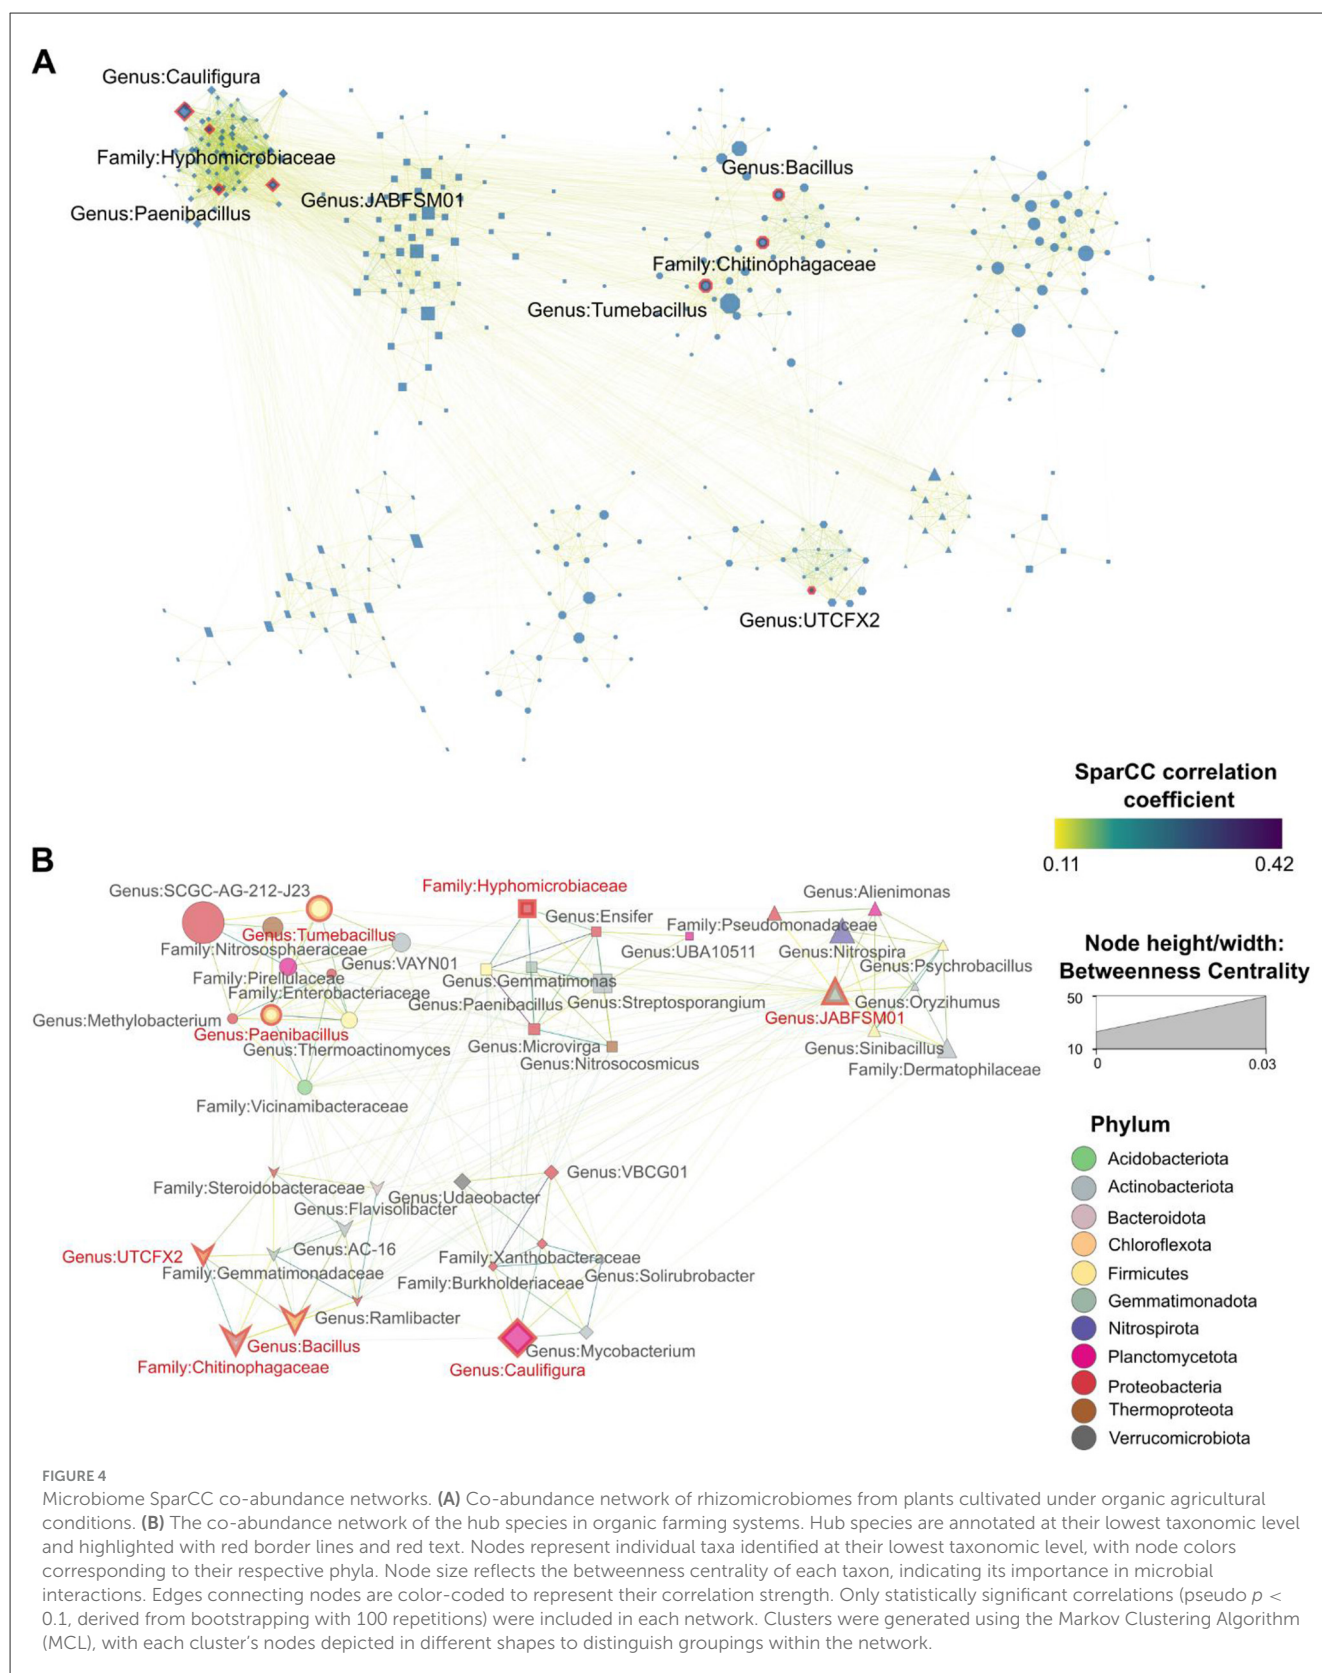 A
Genus:Caulifigura
Family:Hyphomicrobiaceae
Genus:Paenibacillus
Genus:JABFSM01
Genus:Bacillus
Family:Chitinophagaceae
Genus:Tumebacillus
Genus:UTCFX2
SparCC correlation
coefficient
0.11 0.42
B
Genus:SCGC-AG-212-J23
Genus:Tumebacillus
Family:Nitrososphaeraceae
Genus:VAYN01
Family:Pirellulaceae
Family:Enterobacteriaceae
Genus:Methylobacterium
Genus:Paenibacillus
Genus:Thermoactinomyces
Family:Vicinamibacteraceae
Family:Hyphomicrobiaceae
Genus:Ensifer
Genus:UBA10511
Genus:Gemmatimonas
Genus:Paenibacillus
Genus:Streptosporangium
Genus:Microvirga
Genus:Nitrosocosmicus
Genus:Alienimonas
Family:Pseudomonadaceae
Genus:Nitrospira
Genus:Psychrobacillus
Genus:Oryzihumus
Genus:JABFSM01
Genus:Sinibacillus
Family:Dermatophilaceae
Family:Steroidobacteraceae
Genus:Flavisolibacter
Genus:UTCFX2
Genus:AC-16
Family:Gemmatimonadaceae
Genus:Ramlibacter
Genus:Bacillus
Family:Chitinophagaceae
Genus:VBCG01
Genus:Udaeobacter
Family:Xanthobacteraceae
Genus:Solirubrobacter
Family:Burkholderiaceae
Genus:Mycobacterium
Genus:Caulifigura
Node height/width:
Betweenness Centrality
50
10
0 0.03
Phylum
Acidobacteriota
Actinobacteriota
Bacteroidota
Chloroflexota
Firmicutes
Gemmatimonadota
Nitrospirota
Planctomycetota
Proteobacteria
Thermoproteota
Verrucomicrobiota
FIGURE 4
Microbiome SparCC co-abundance networks. (A) Co-abundance network of rhizomicrobiomes from plants cultivated under organic agricultural
conditions. (B) The co-abundance network of the hub species in organic farming systems. Hub species are annotated at their lowest taxonomic level
and highlighted with red border lines and red text. Nodes represent individual taxa identified at their lowest taxonomic level, with node colors
corresponding to their respective phyla. Node size reflects the betweenness centrality of each taxon, indicating its importance in microbial
interactions. Edges connecting nodes are color-coded to represent their correlation strength. Only statistically significant correlations (pseudo p <
0.1, derived from bootstrapping with 100 repetitions) were included in each network. Clusters were generated using the Markov Clustering Algorithm
(MCL), with each cluster's nodes depicted in different shapes to distinguish groupings within the network.